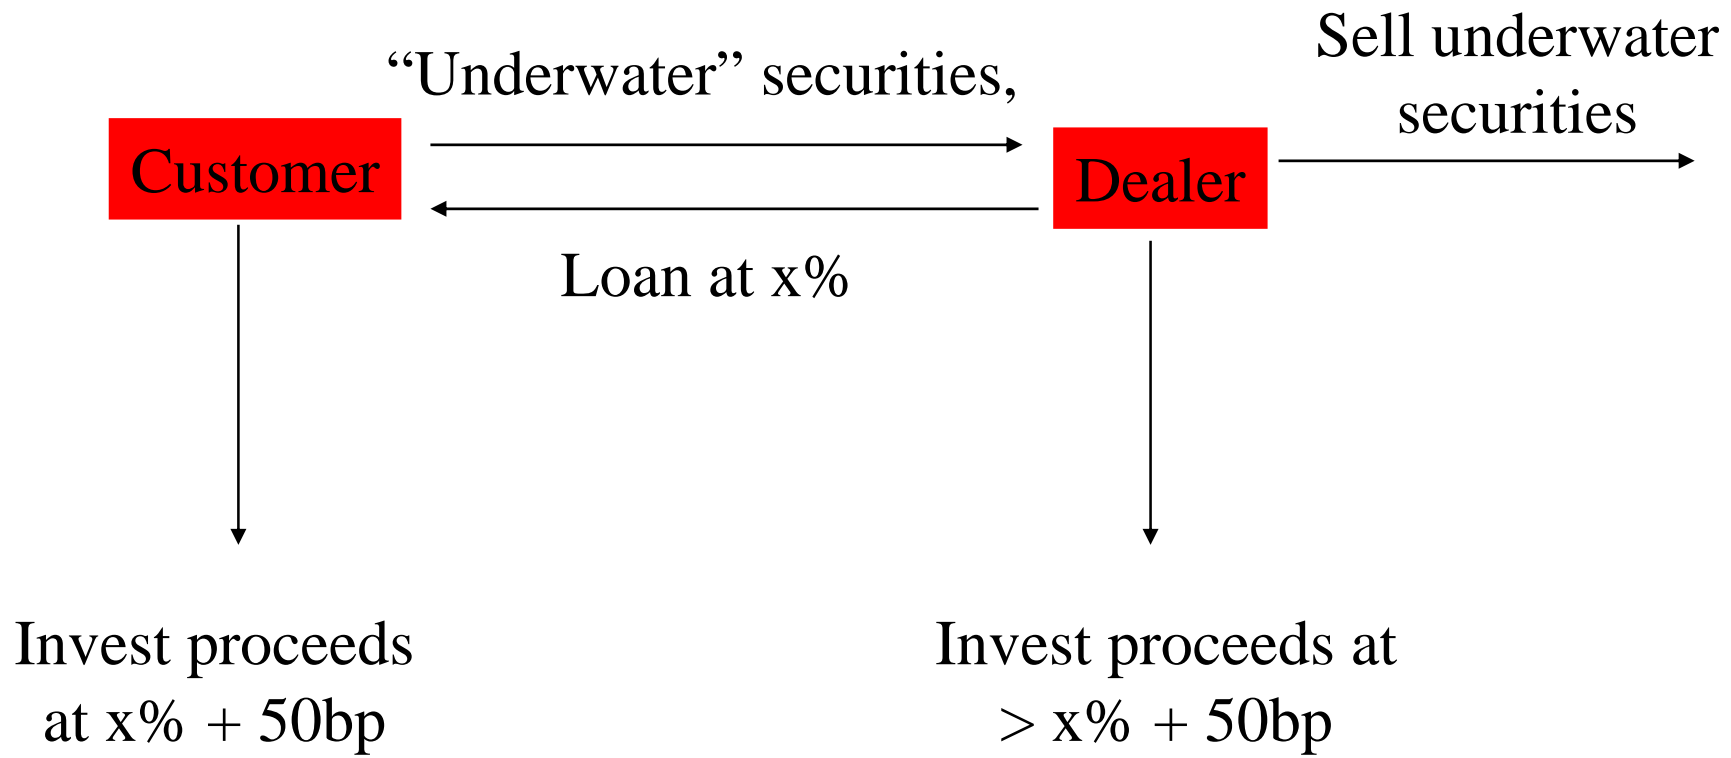 Sell underwater
securities
“Underwater” securities,
Customer
Dealer
Loan at x%
Invest proceeds
at x% + 50bp
Invest proceeds at
> x% + 50bp